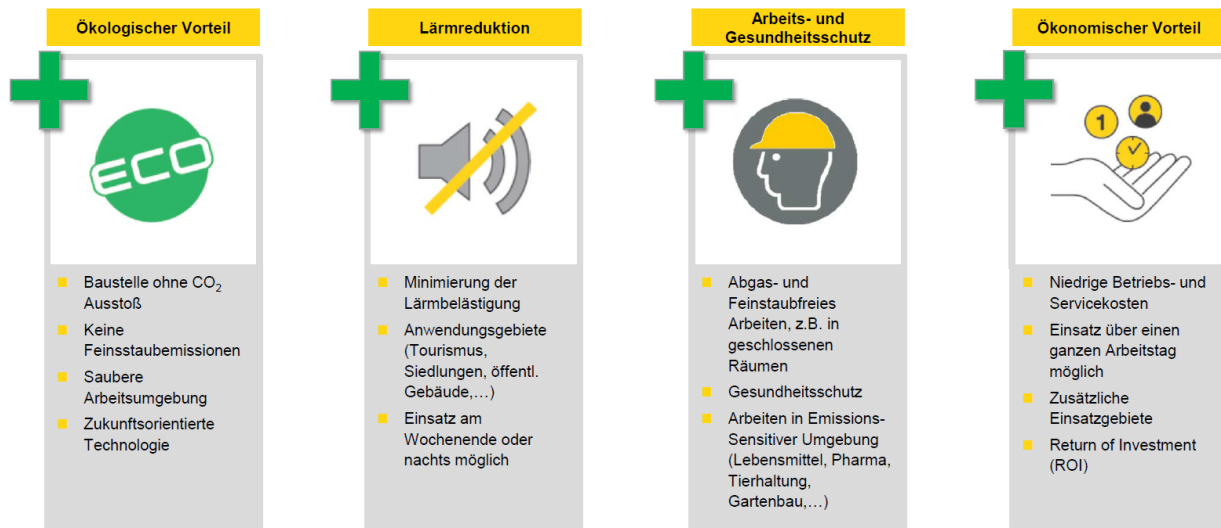 Ökologischer Vorteil
ECO
Baustelle ohne CO₂
Ausstoß
Keine
Feinsstaubemissionen
Saubere
Arbeitsumgebung
Zukunftsorientierte
Technologie
Lärmreduktion
Minimierung der
Lärmbelästigung
Anwendungsgebiete
(Tourismus,
Siedlungen, öffentl.
Gebäude,…)
Einsatz am
Wochenende oder
nachts möglich
Arbeits- und
Gesundheitsschutz
Abgas- und
Feinstaubfreies
Arbeiten, z.B. in
geschlossenen
Räumen
Gesundheitsschutz
Arbeiten in Emissions-
Sensitiver Umgebung
(Lebensmittel, Pharma,
Tierhaltung,
Gartenbau,…)
Ökonomischer Vorteil
1
Niedrige Betriebs- und
Servicekosten
Einsatz über einen
ganzen Arbeitstag
möglich
Zusätzliche
Einsatzgebiete
Return of Investment
(ROI)